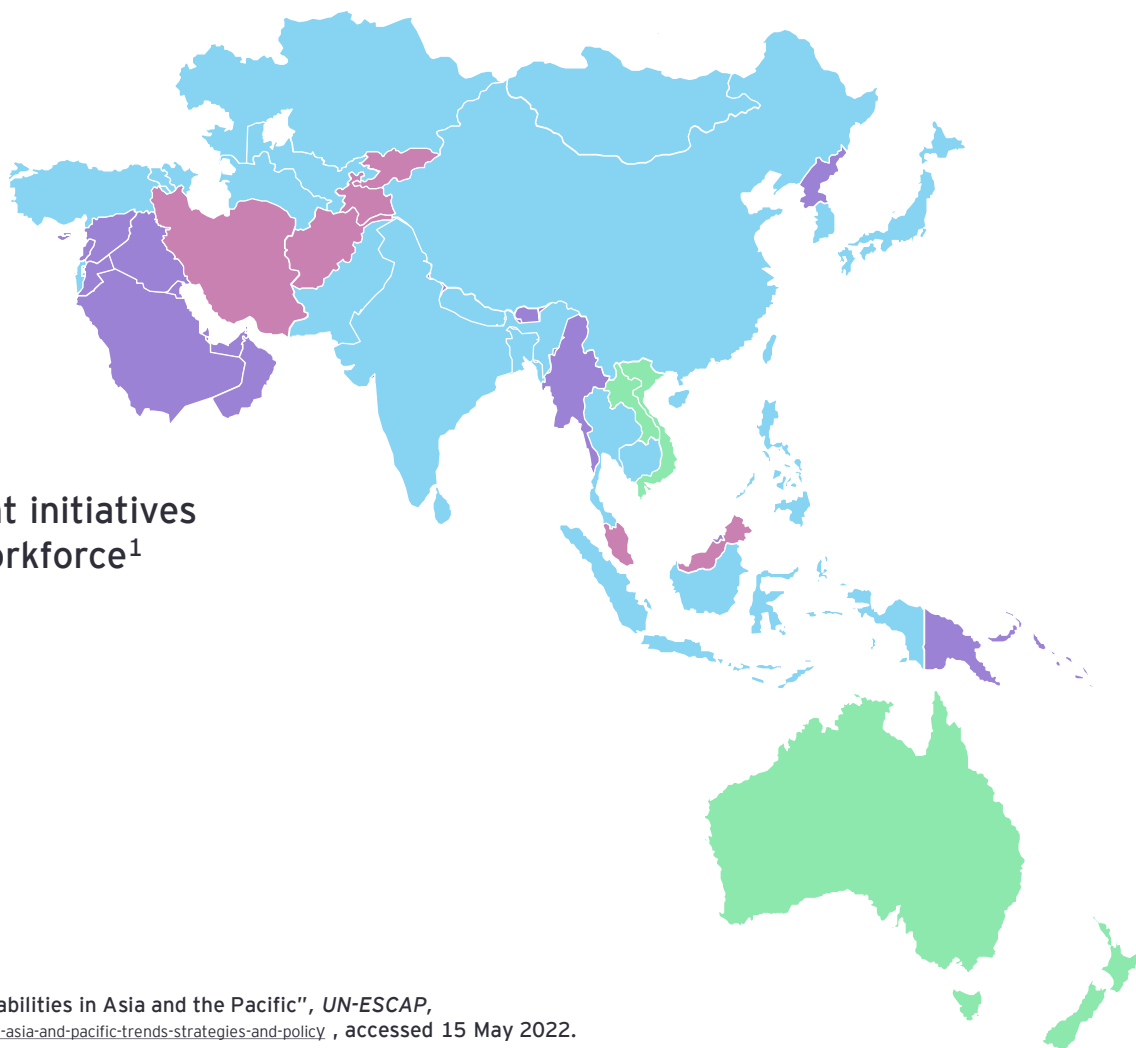 t initiatives
orkforce1
abilities in Asia and the Pacific”, UN-ESCAP,
-asia-and-pacific-trends-strategies-and-policy , accessed 15 May 2022.